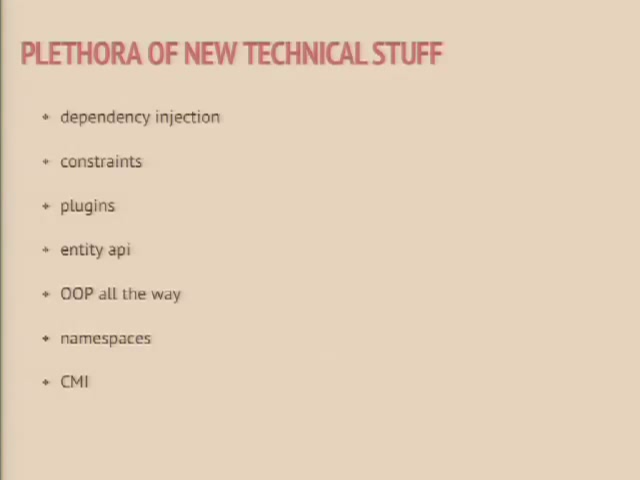 PLETHORA OF NEW TECHNICAL STUFF
dependency injection
constraints
plugins
entity api
OOP all the way
namespaces
CMI